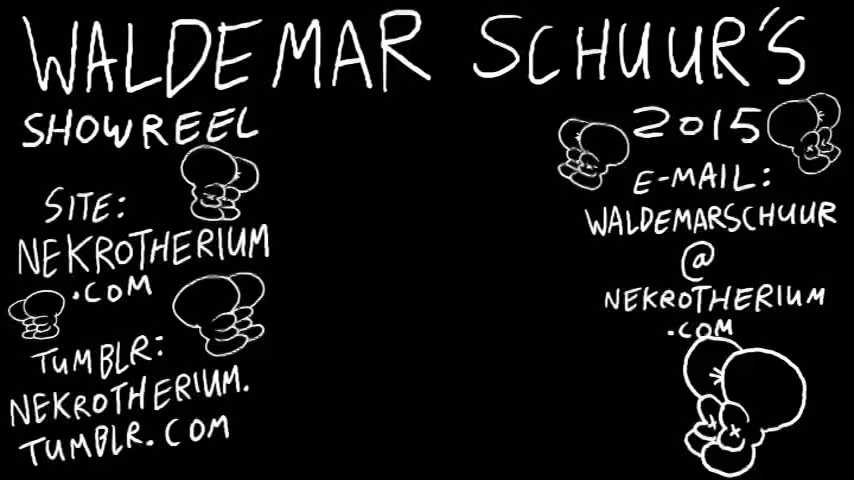 WALDEMAR SCHUUR'S
SHOWREEL
SITE:
NEKROTHERIUM
.COM
TUMBLR:
NEKROTHERIUM.
TUMBLR.COM
2015
E-MAIL:
WALDEMARSCHUUR
@
NEKROTHERIUM
.COM